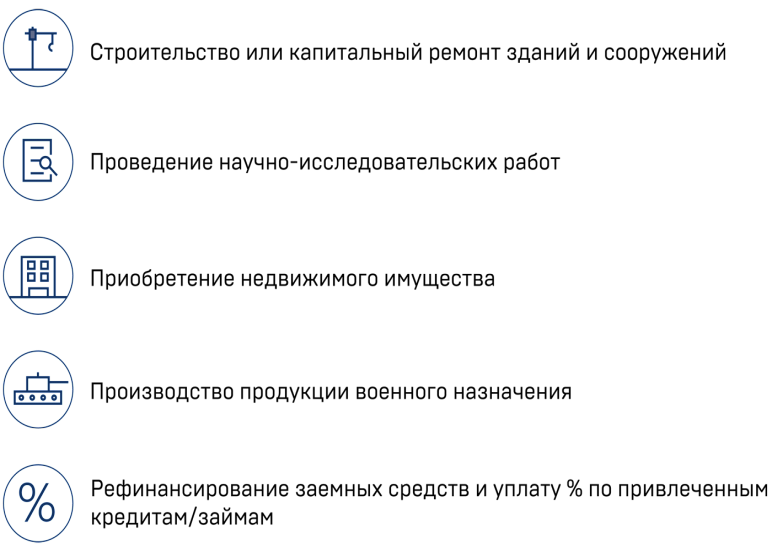 Строительство или капитальный ремонт зданий и сооружений
Проведение научно-исследовательских работ
Приобретение недвижимого имущества
Производство продукции военного назначения
%
Рефинансирование заемных средств и уплату % по привлеченным
кредитам/займам